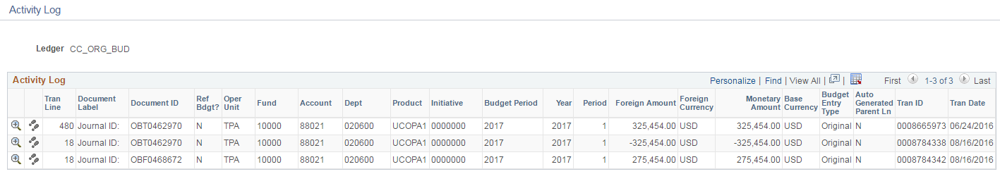 Activity Log
Ledger CC_ORG_BUD
Activity Log Personalize | Find | View All | | First 1-3 of 3 Last
Tran Line Document Label Document ID Ref Bdgt? Oper Unit Fund Account Dept Product Initiative Budget Period Year Period Foreign Amount Foreign Currency Monetary Amount Base Currency Budget Entry Type Auto Generated Parent Ln Tran ID Tran Date
480 Journal ID: OBT0462970 N TPA 10000 88021 020600 UCOPA1 0000000 2017 2017 1 325,454.00 USD 325,454.00 USD Original N 0008665973 06/24/2016
18 Journal ID: OBT0462970 N TPA 10000 88021 020600 UCOPA1 0000000 2017 2017 1 -325,454.00 USD -325,454.00 USD Original N 0008784338 08/16/2016
18 Journal ID: OBF0468672 N TPA 10000 88021 020600 UCOPA1 0000000 2017 2017 1 275,454.00 USD 275,454.00 USD Original N 0008784342 08/16/2016